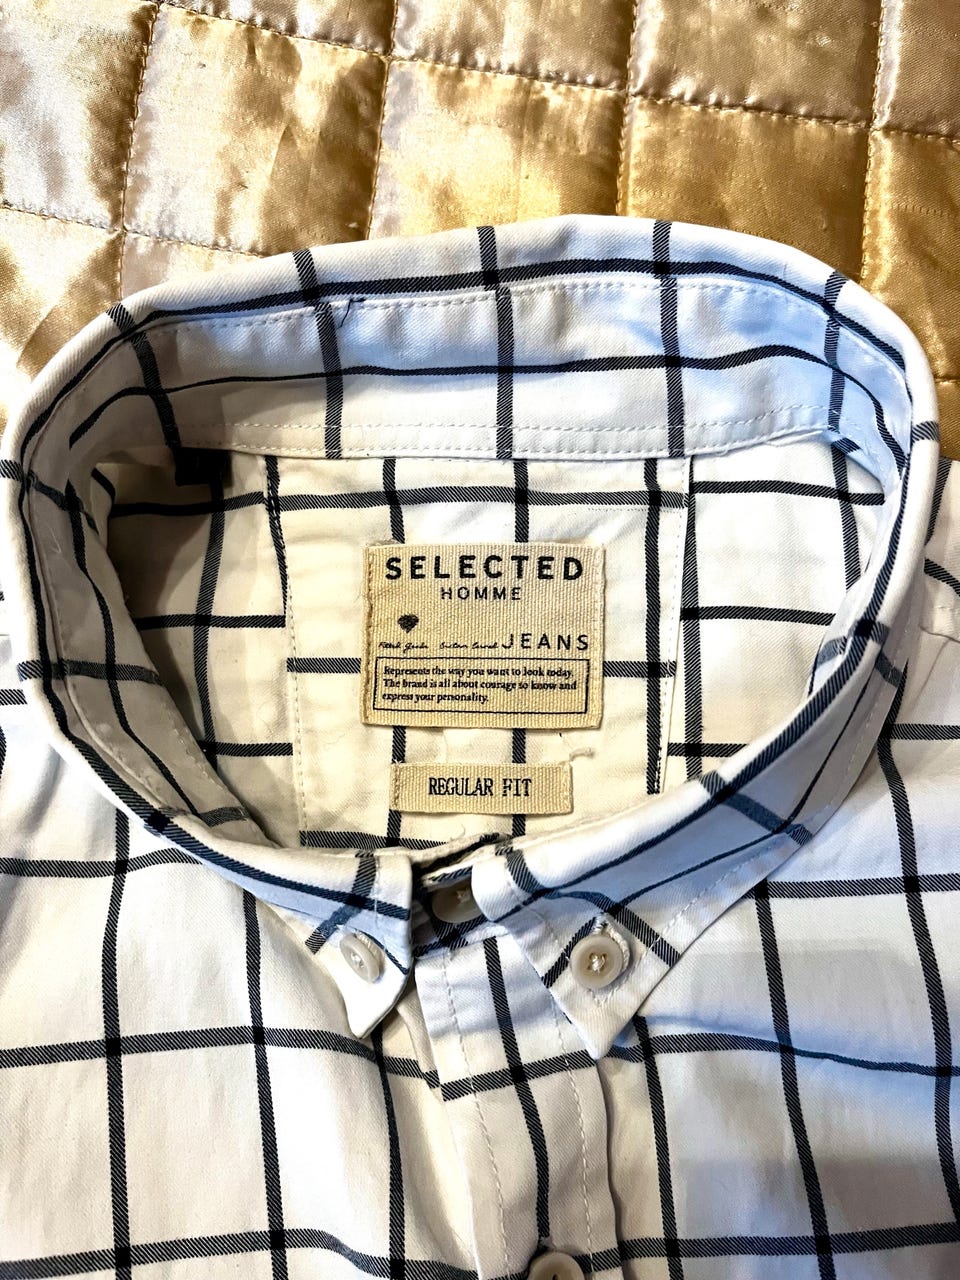 SELECTED
HOMME
JEANS
Represents the way you want to look today.
The brand is all about courage to know and
express your personality.
REGULAR FIT